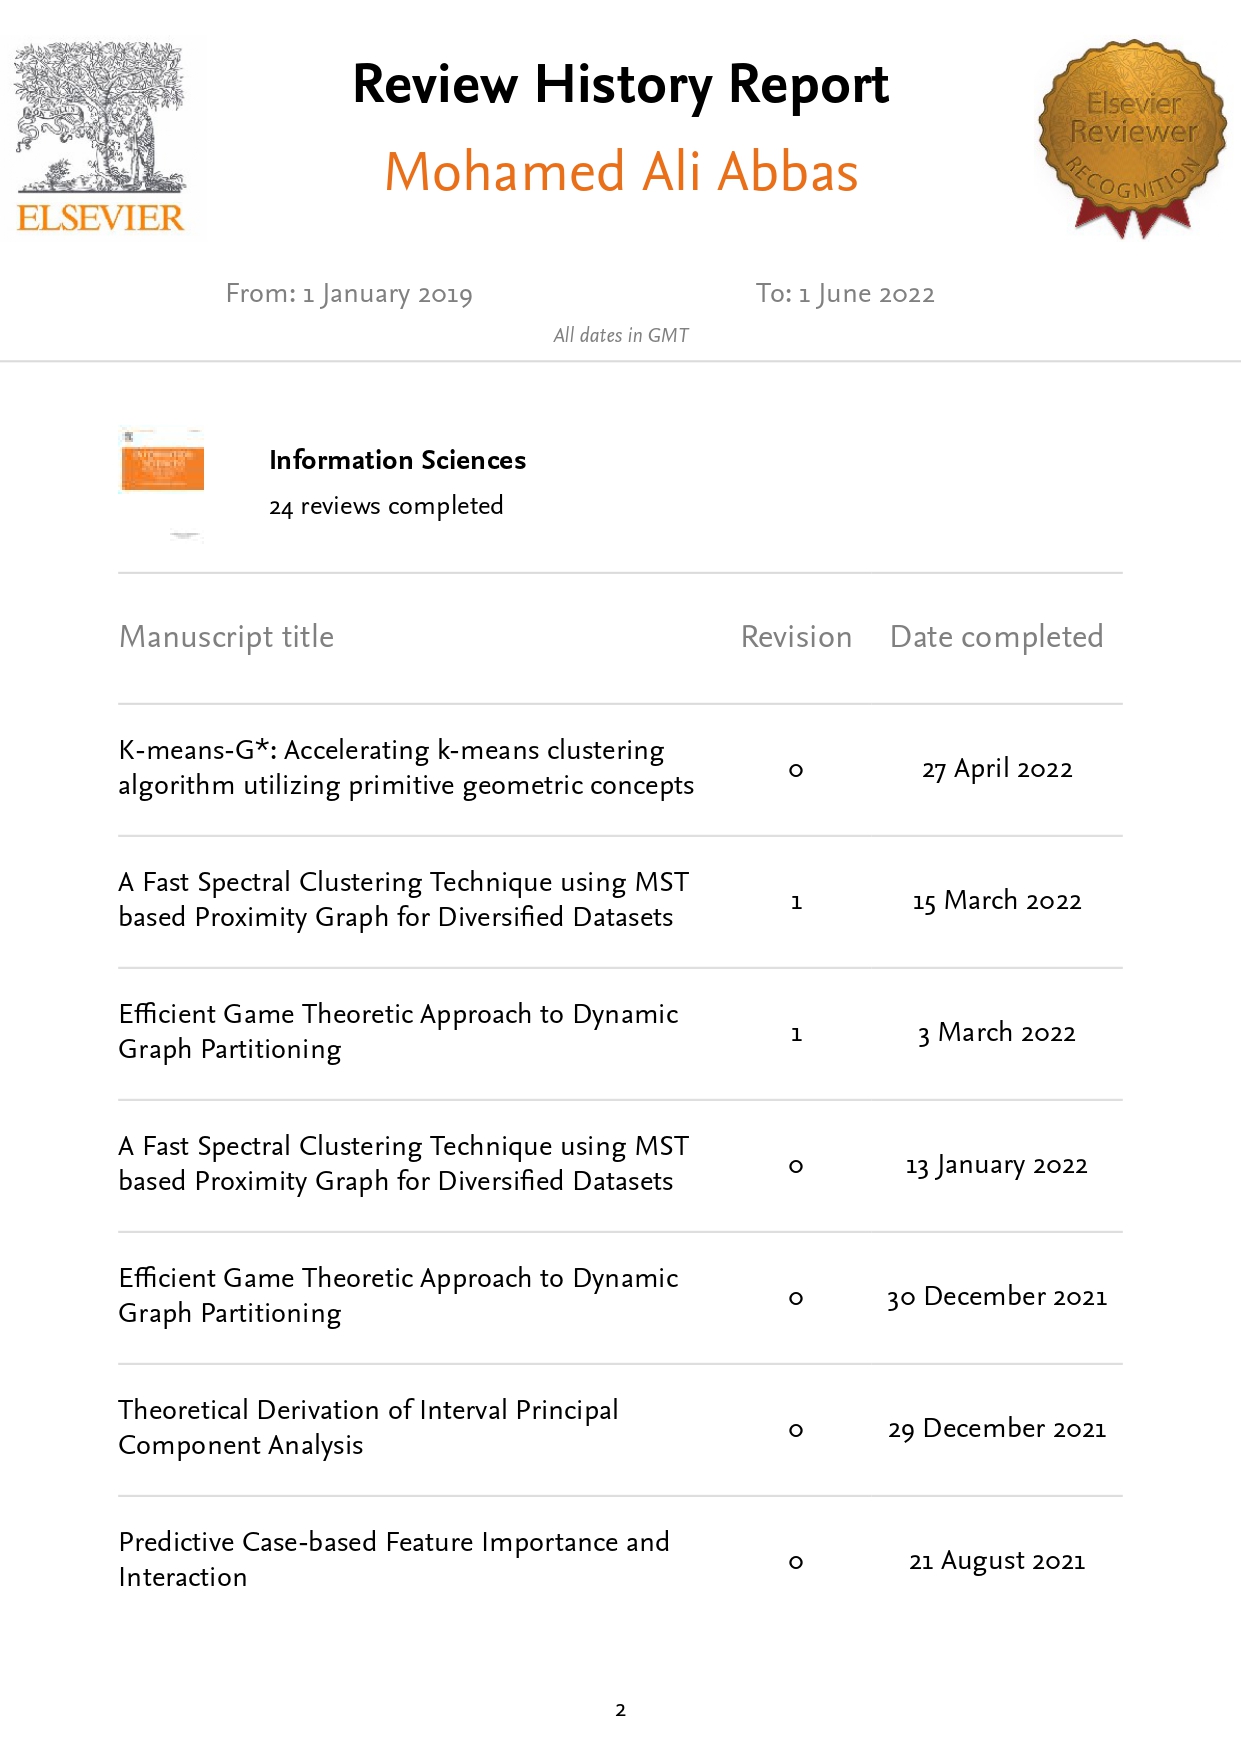 Review History Report
Mohamed Ali Abbas
ELSEVIER
Elsevier
Reviewer
RECOGNITION
From: 1 January 2019 To: 1 June 2022
All dates in GMT
Information Sciences
24 reviews completed
Manuscript title Revision Date completed
K-means-G*: Accelerating k-means clustering
algorithm utilizing primitive geometric concepts
0 27 April 2022
A Fast Spectral Clustering Technique using MST
based Proximity Graph for Diversified Datasets
1 15 March 2022
Efficient Game Theoretic Approach to Dynamic
Graph Partitioning
1 3 March 2022
A Fast Spectral Clustering Technique using MST
based Proximity Graph for Diversified Datasets
0 13 January 2022
Efficient Game Theoretic Approach to Dynamic
Graph Partitioning
0 30 December 2021
Theoretical Derivation of Interval Principal
Component Analysis
0 29 December 2021
Predictive Case-based Feature Importance and
Interaction
0 21 August 2021
2